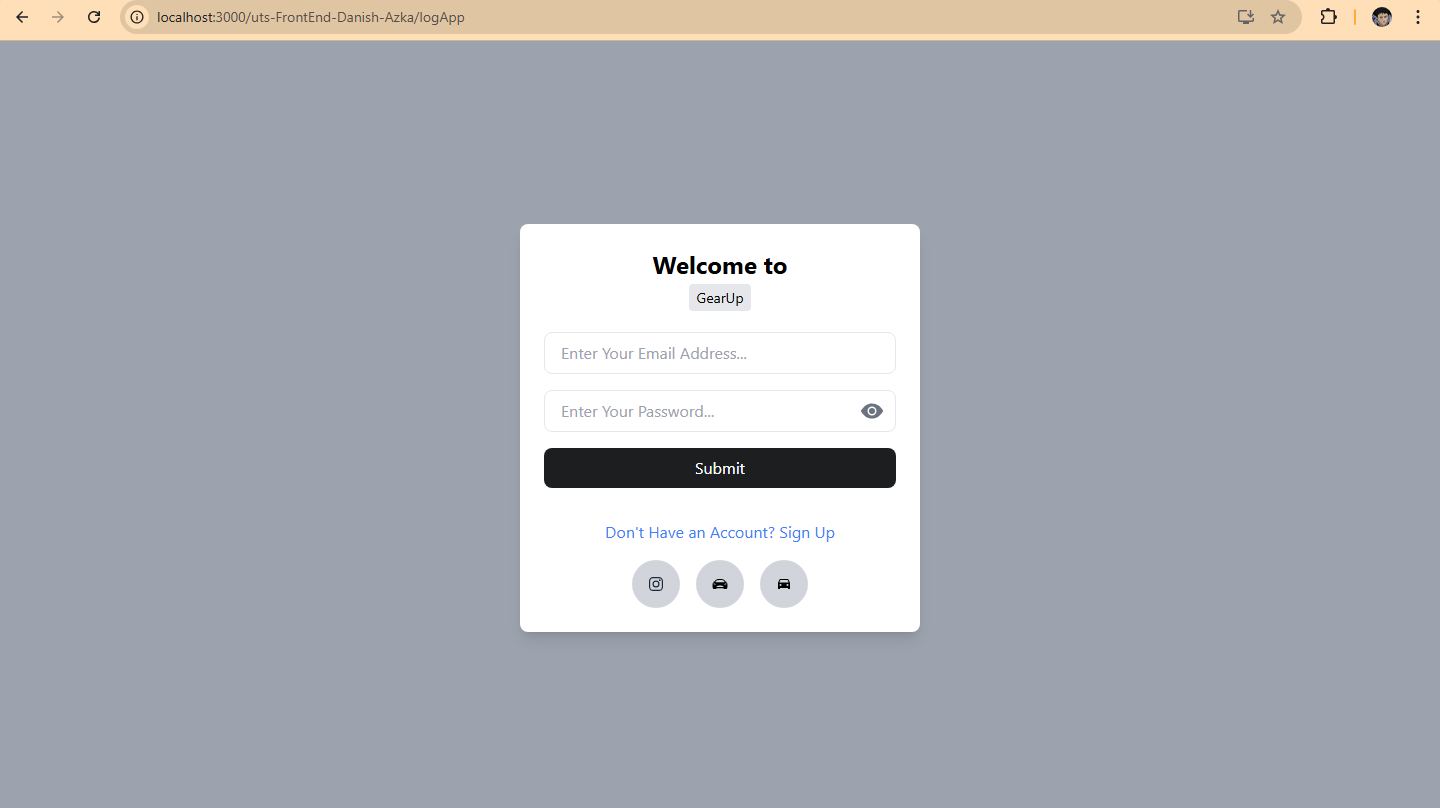 localhost:3000/uts-FrontEnd-Danish-Azka/logApp
Welcome to
GearUp
Enter Your Email Address...
Enter Your Password...
Submit
Don't Have an Account? Sign Up